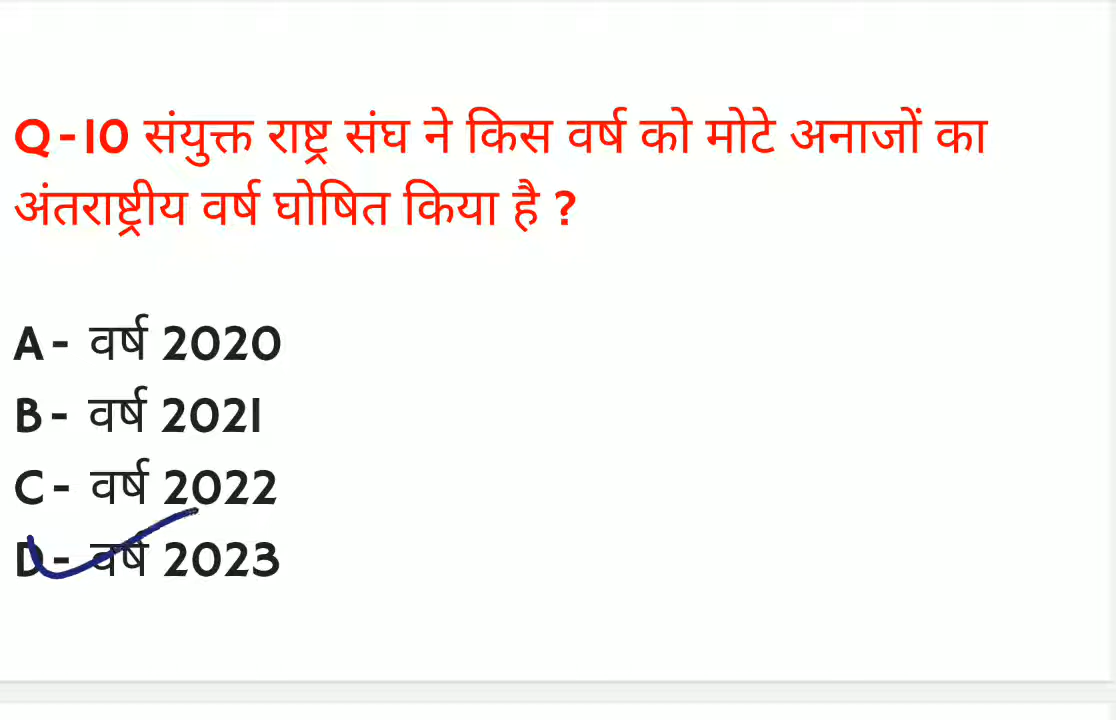 Q-10 संयुक्त राष्ट्र संघ ने किस वर्ष को मोटे अनाजों का
अंतराष्ट्रीय वर्ष घोषित किया है ?
A- वर्ष 2020
B- वर्ष 2021
C- वर्ष 2022
D- वर्ष 2023